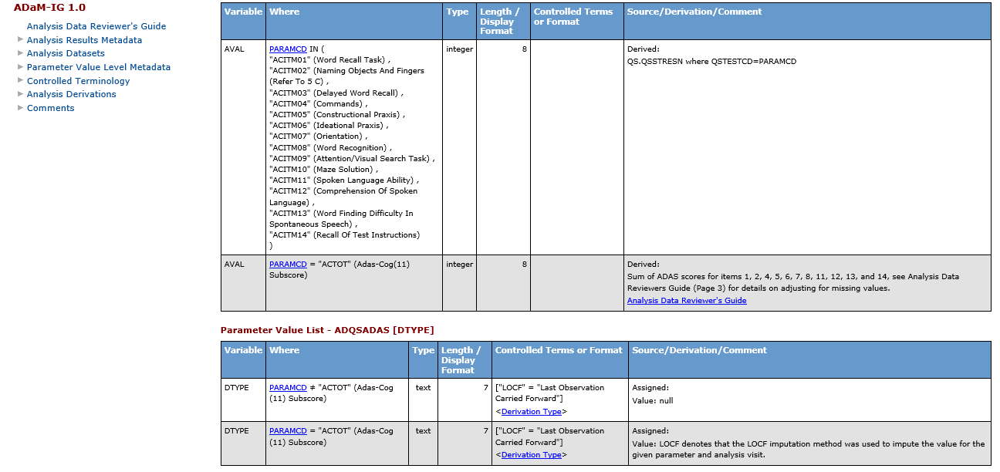 ADaM-IG 1.0
Analysis Data Reviewer's Guide
Analysis Results Metadata
Analysis Datasets
Parameter Value Level Metadata
Controlled Terminology
Analysis Derivations
Comments
Variable Where Type Length / Display Format Controlled Terms or Format Source/Derivation/Comment
AVAL
PARAMCD IN (
"ACITM01" (Word Recall Task) ,
"ACITM02" (Naming Objects And Fingers
(Refer To 5 C) ,
"ACITM03" (Delayed Word Recall) ,
"ACITM04" (Commands) ,
"ACITM05" (Constructional Praxis) ,
"ACITM06" (Ideational Praxis) ,
"ACITM07" (Orientation) ,
"ACITM08" (Word Recognition) ,
"ACITM09" (Attention/Visual Search Task) ,
"ACITM10" (Maze Solution) ,
"ACITM11" (Spoken Language Ability) ,
"ACITM12" (Comprehension Of Spoken
Language) ,
"ACITM13" (Word Finding Difficulty In
Spontaneous Speech) ,
"ACITM14" (Recall Of Test Instructions)
)
integer
8
Derived:
QS.QSSTRESN where QSTESTCD=PARAMCD
AVAL
PARAMCD = "ACTOT" (Adas-Cog(11)
Subscore)
integer
8
Derived:
Sum of ADAS scores for items 1, 2, 4, 5, 6, 7, 8, 11, 12, 13, and 14, see Analysis Data
Reviewers Guide (Page 3) for details on adjusting for missing values.
Analysis Data Reviewer's Guide
Parameter Value List - ADQSADAS [DTYPE]
Variable Where Type Length / Display Format Controlled Terms or Format Source/Derivation/Comment
DTYPE
PARAMCD ≠ "ACTOT" (Adas-Cog
(11) Subscore)
text
7
["LOCF" = "Last Observation
Carried Forward"]
<Derivation Type>
Assigned:
Value: null
DTYPE
PARAMCD = "ACTOT" (Adas-Cog
(11) Subscore)
text
7
["LOCF" = "Last Observation
Carried Forward"]
<Derivation Type>
Assigned:
Value: LOCF denotes that the LOCF imputation method was used to impute the value for the
given parameter and analysis visit.